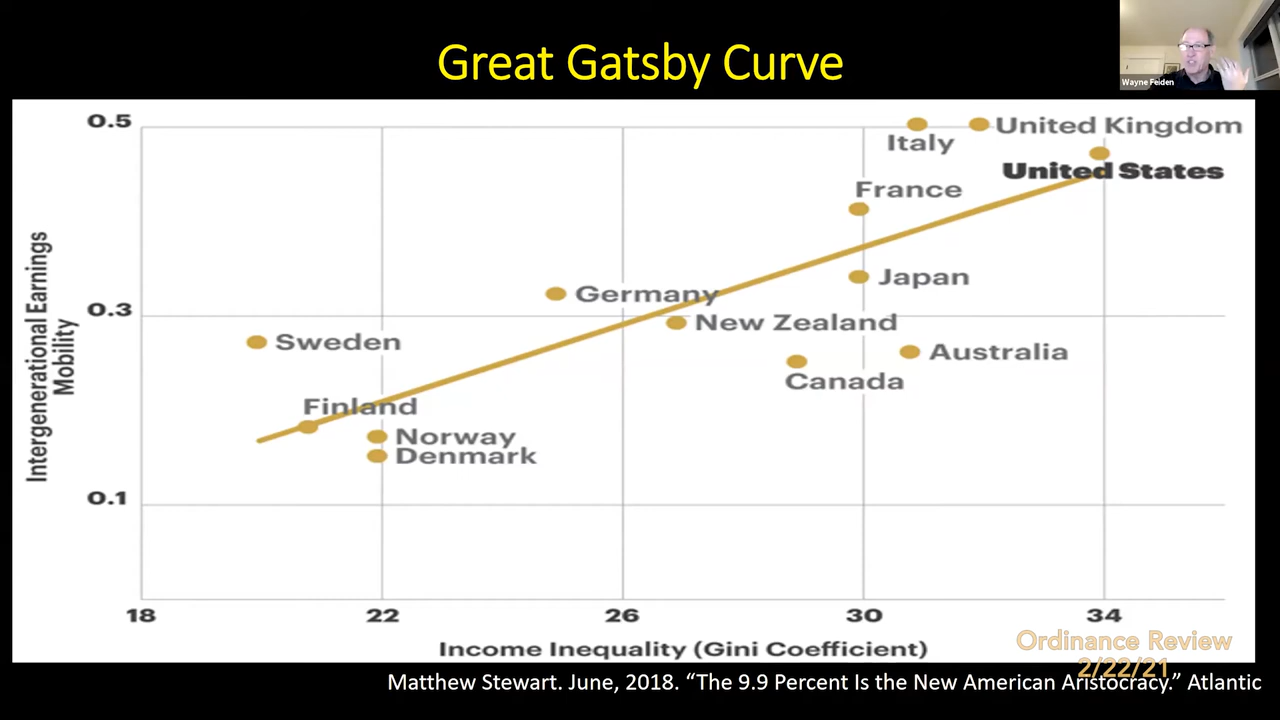 Great Gatsby Curve
Wayne Feiden
0.5
0.3
0.1
Intergenerational Earnings
Mobility
Italy
United Kingdom
United States
France
Japan
Germany
New Zealand
Sweden
Australia
Canada
Finland
Norway
Denmark
18
22
26
30
34
Income Inequality (Gini Coefficient)
Ordinance Review
2/22/21
Matthew Stewart. June, 2018. “The 9.9 Percent Is the New American Aristocracy.” Atlantic